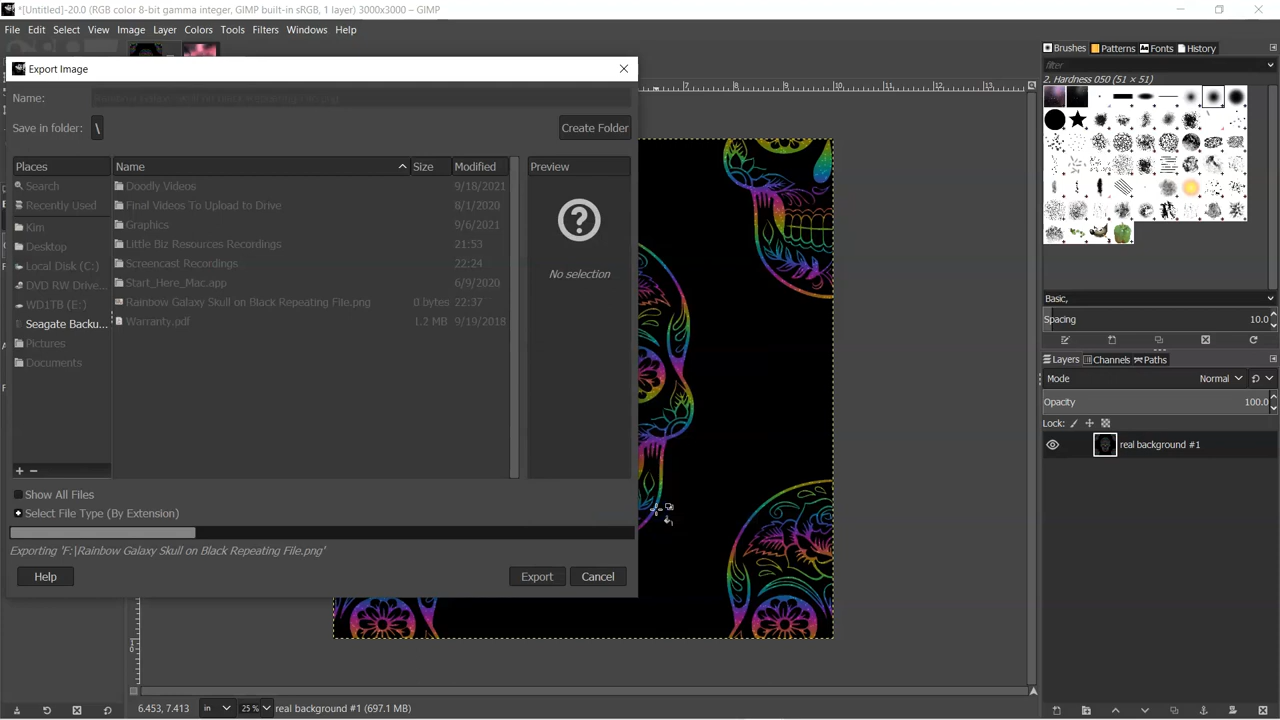 *[Untitled]-20.0 (RGB color 8-bit gamma integer, GIMP built-in sRGB, 1 layer) 3000x3000 – GIMP
File Edit Select View Image Layer Colors Tools Filters Windows Help
Export Image
Name:
Save in folder: \ Create Folder
Places Name Size Modified Preview
Search
Recently Used
Kim
Desktop
Local Disk (C:)
DVD RW Drive...
WD1TB (E:)
Seagate Backu...
Pictures
Documents
Doodly Videos 9/18/2021
Final Videos To Upload to Drive 8/1/2020
Graphics 9/6/2021
Little Biz Resources Recordings 21:53
Screencast Recordings 22:24
Start_Here_Mac.app 6/9/2020
Rainbow Galaxy Skull on Black Repeating File.png 0 bytes 22:37
Warranty.pdf 1.2 MB 9/19/2018
No selection
Show All Files
Select File Type (By Extension)
Exporting 'F:\Rainbow Galaxy Skull on Black Repeating File.png'
Help Export Cancel
7 8 9 10 11 12 13
Brushes Patterns Fonts History
filter
2. Hardness 050 (51 × 51)
Basic,
Spacing 10.0
Layers Channels Paths
Mode Normal
Opacity 100.0
Lock:
real background #1
6.453, 7.413 in 25 % real background #1 (697.1 MB)